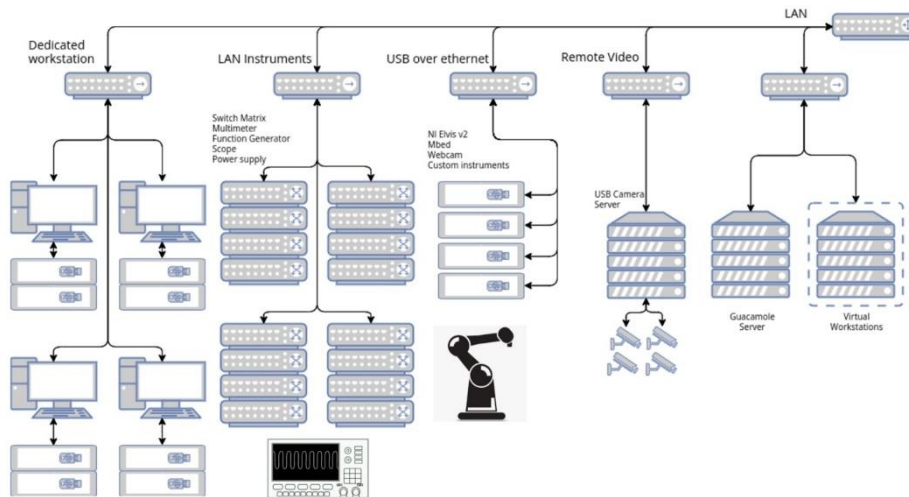 LAN
Dedicated
workstation
LAN Instruments
USB over ethernet
Remote Video
Switch Matrix
Multimeter
Function Generator
Scope
Power supply
NI Elvis v2
Mbed
Webcam
Custom instruments
USB Camera
Server
Guacamole
Server
Virtual
Workstations